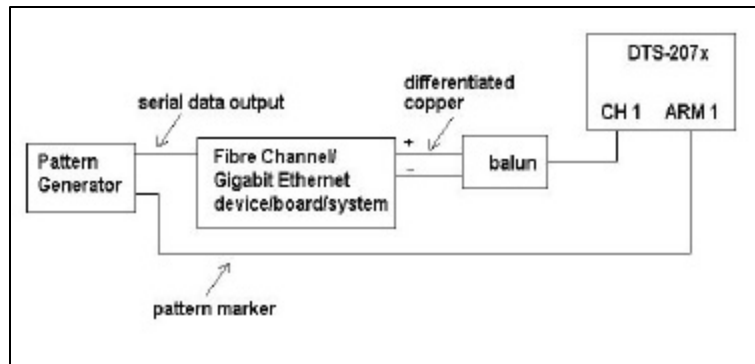 DTS-207x
CH 1 ARM 1
differentiated
copper
serial data output
Pattern
Generator
Fibre Channel/
Gigabit Ethernet
device/board/system
+
-
balun
pattern marker